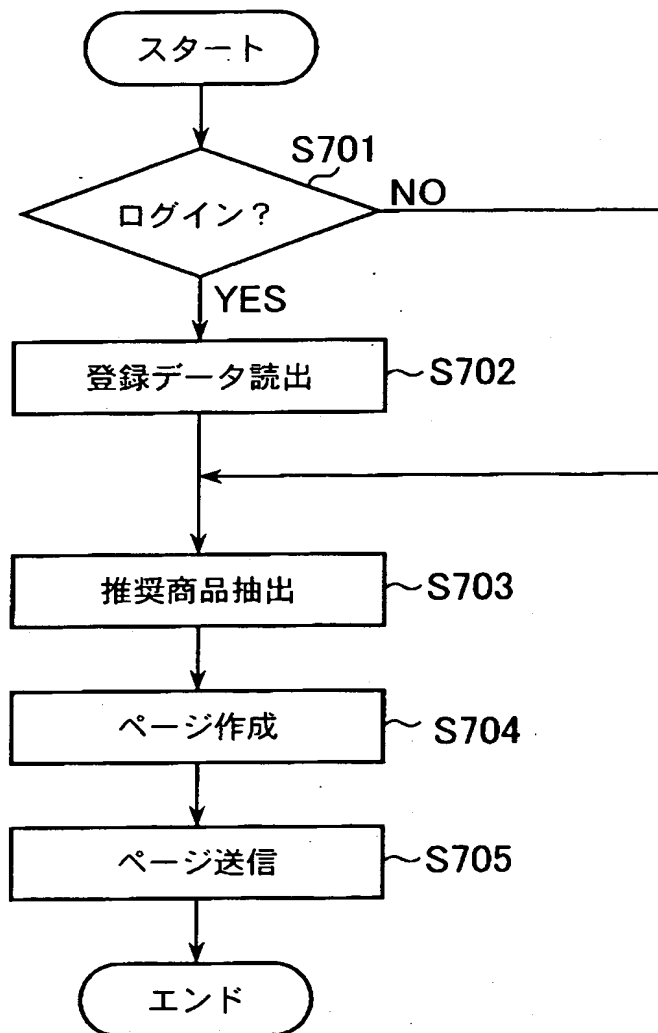 スタート
S701
ログイン？
NO
YES
登録データ読出
S702
推奨商品抽出
S703
ページ作成
S704
ページ送信
S705
エンド